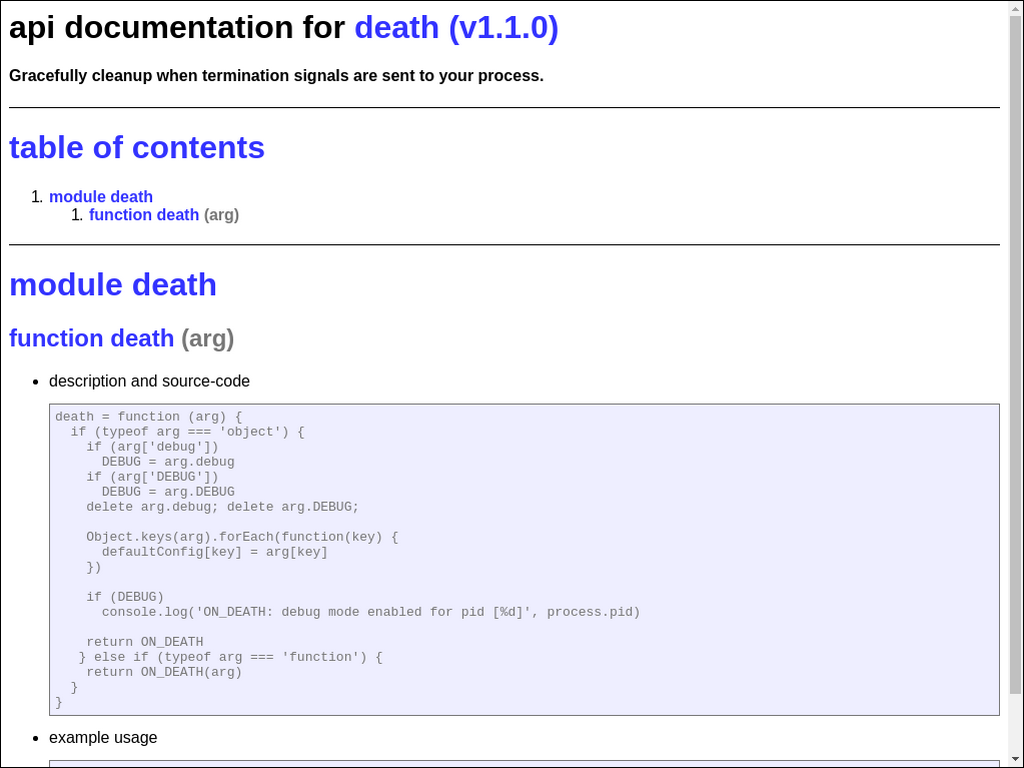 api documentation for death (v1.1.0)
Gracefully cleanup when termination signals are sent to your process.
table of contents
1. module death
1. function death (arg)
module death
function death (arg)
• description and source-code
death = function (arg) {
  if (typeof arg === 'object') {
    if (arg['debug'])
      DEBUG = arg.debug
    if (arg['DEBUG'])
      DEBUG = arg.DEBUG
    delete arg.debug; delete arg.DEBUG;
    Object.keys(arg).forEach(function(key) {
      defaultConfig[key] = arg[key]
    })
    if (DEBUG)
      console.log('ON_DEATH: debug mode enabled for pid [%d]', process.pid)
    return ON_DEATH
   } else if (typeof arg === 'function') {
    return ON_DEATH(arg)
  }
}
• example usage